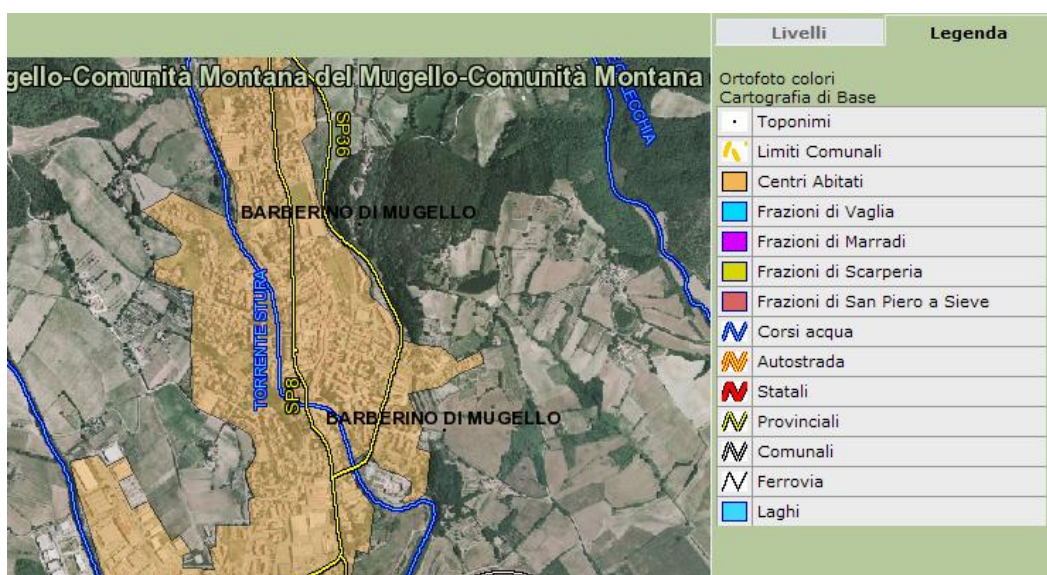 Livelli
Legenda
gello-Comunità Montana del Mugello-Comunità Montana
Ortofoto colori
Cartografia di Base
Toponimi
Limiti Comunali
Centri Abitati
Frazioni di Vaglia
Frazioni di Marradi
Frazioni di Scarperia
Frazioni di San Piero a Sieve
Corsi acqua
Autostrada
Statali
Provinciali
Comunali
Ferrovia
Laghi
SP36
BARBERINO DI MUGELLO
TORRENTE STURA
SP8
BARBERINO DI MUGELLO